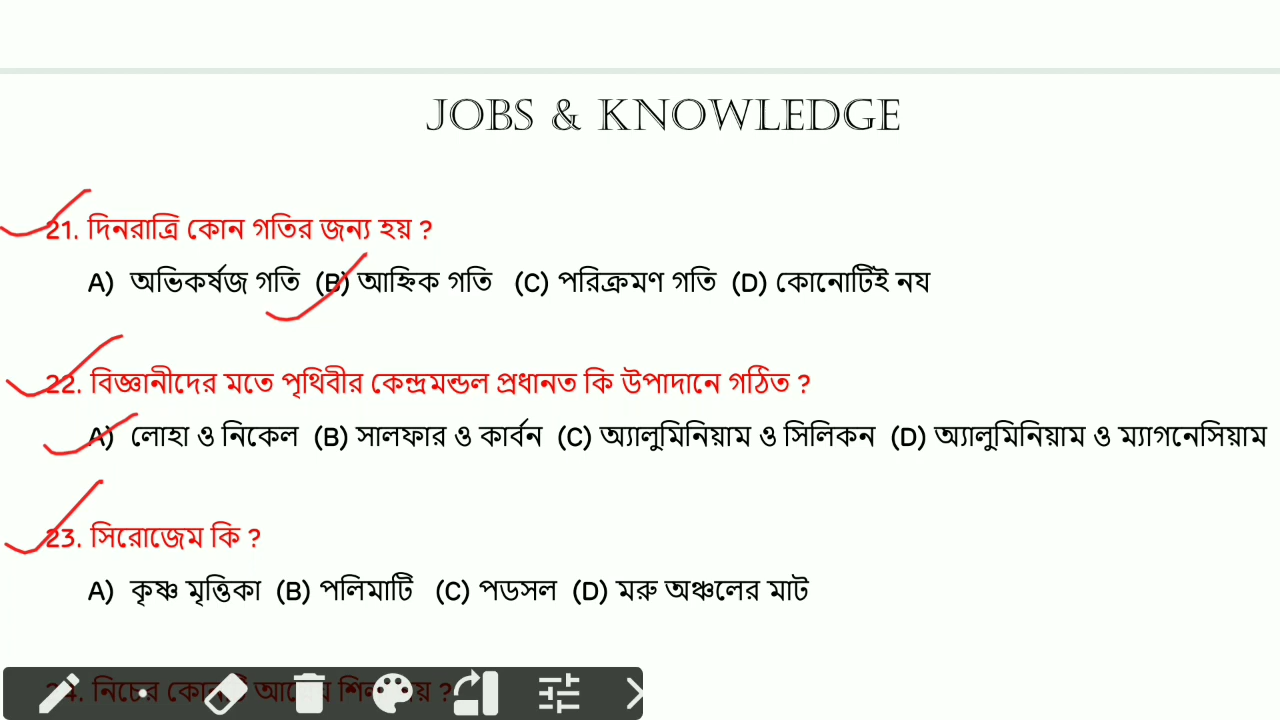 JOBS & KNOWLEDGE
21. দিনরাত্রি কোন গতির জন্য হয় ?
A) অভিকর্ষজ গতি (B) আহ্নিক গতি (C) পরিক্রমণ গতি (D) কোনোটিই নয
22. বিজ্ঞানীদের মতে পৃথিবীর কেন্দ্রমন্ডল প্রধানত কি উপাদানে গঠিত ?
A) লোহা ও নিকেল (B) সালফার ও কার্বন (C) অ্যালুমিনিয়াম ও সিলিকন (D) অ্যালুমিনিয়াম ও ম্যাগনেসিয়াম
23. সিরোজেম কি ?
A) কৃষ্ণ মৃত্তিকা (B) পলিমাটি (C) পডসল (D) মরু অঞ্চলের মাট
24. নিচের ?